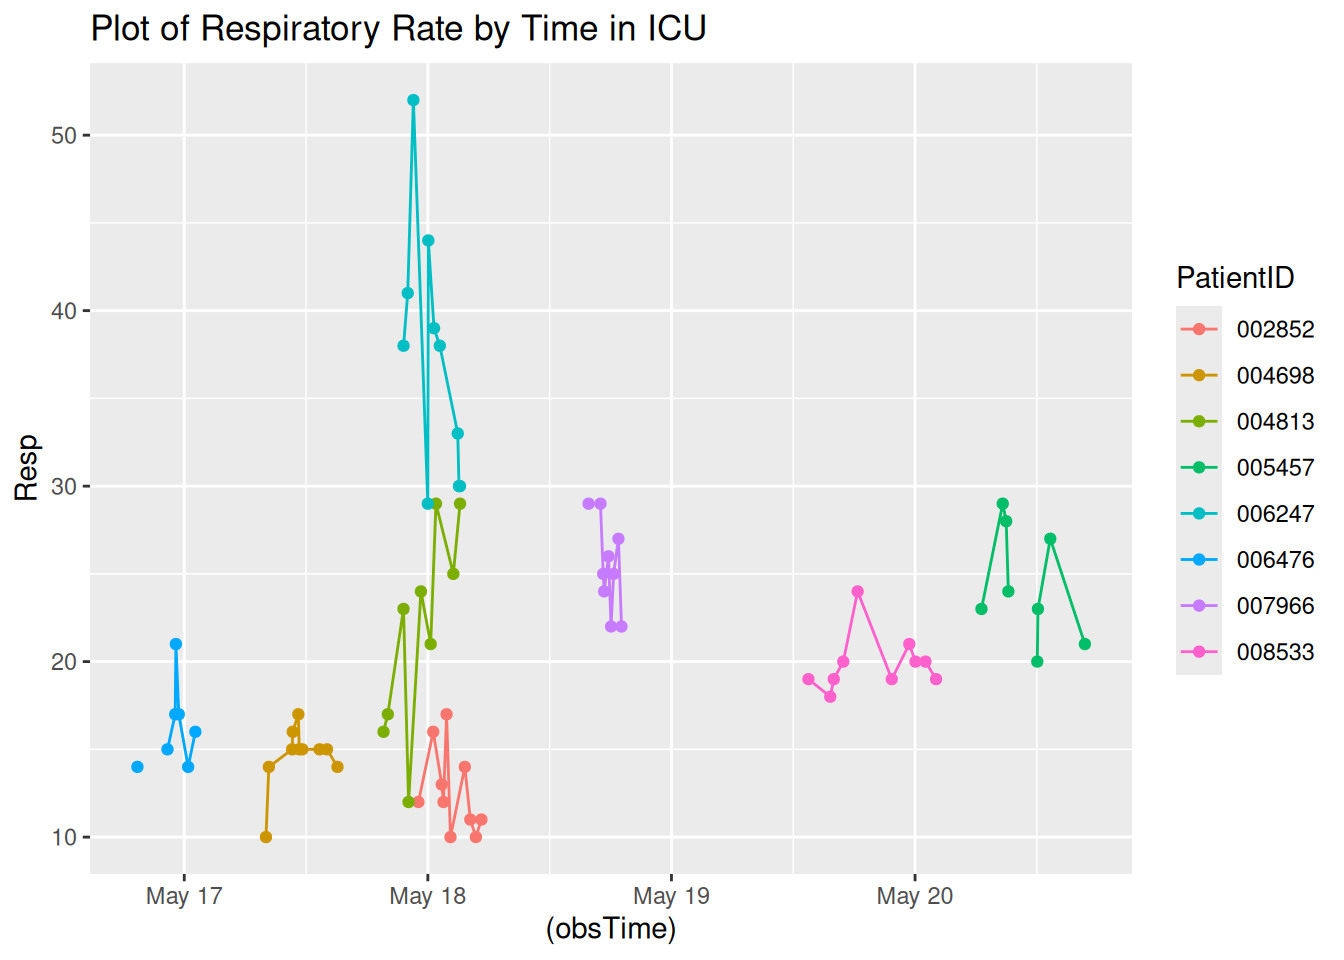 Plot of Respiratory Rate by Time in ICU
Resp
50
40
30
20
10
May 17
May 18
May 19
May 20
(obsTime)
PatientID
002852
004698
004813
005457
006247
006476
007966
008533